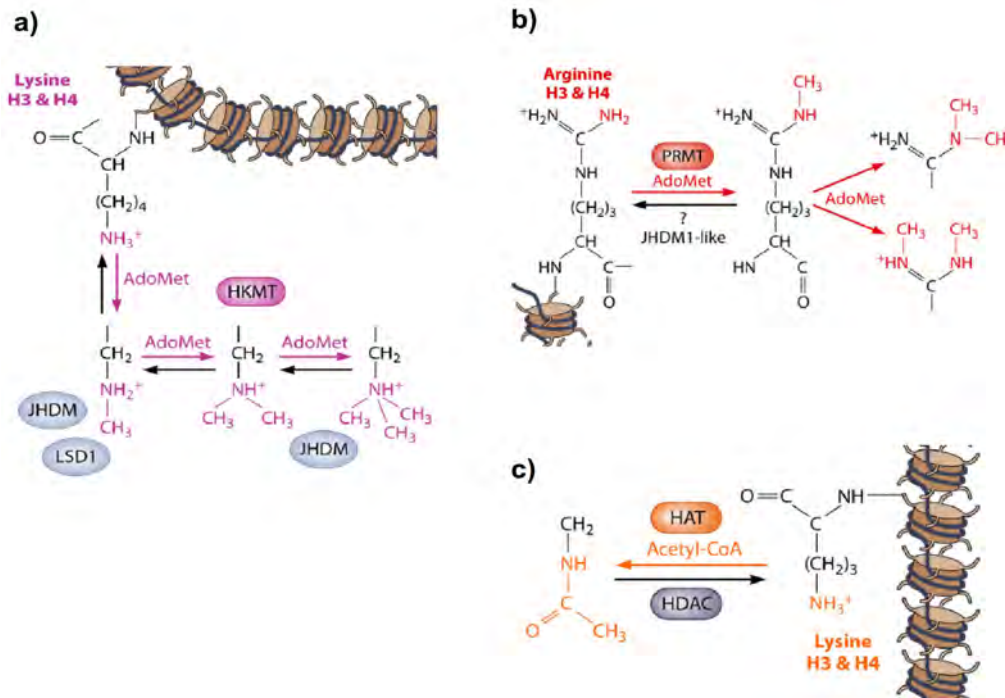 a)
Lysine
H3 & H4
O
NH
CH
(CH₂)₄
NH₃⁺
AdoMet
HKMT
CH₂
AdoMet
CH₂
AdoMet
CH₂
NH₂⁺
NH⁺
NH⁺
CH₃
CH₃
CH₃
CH₃
CH₃
CH₃
JHDM
LSD1
JHDM
b)
Arginine
H3 & H4
⁺H₂N
NH₂
NH
(CH₂)₃
CH
HN
C
O
PRMT
AdoMet
?
JHDM1-like
CH₃
⁺H₂N
NH
NH
(CH₂)₃
CH
HN
C
O
AdoMet
CH₃
⁺H₂N
N
CH
CH₃
CH₃
⁺HN
NH
c)
CH₂
NH
C
O
CH₃
HAT
Acetyl-CoA
HDAC
O
C
NH
CH
(CH₂)₃
NH₃⁺
Lysine
H3 & H4